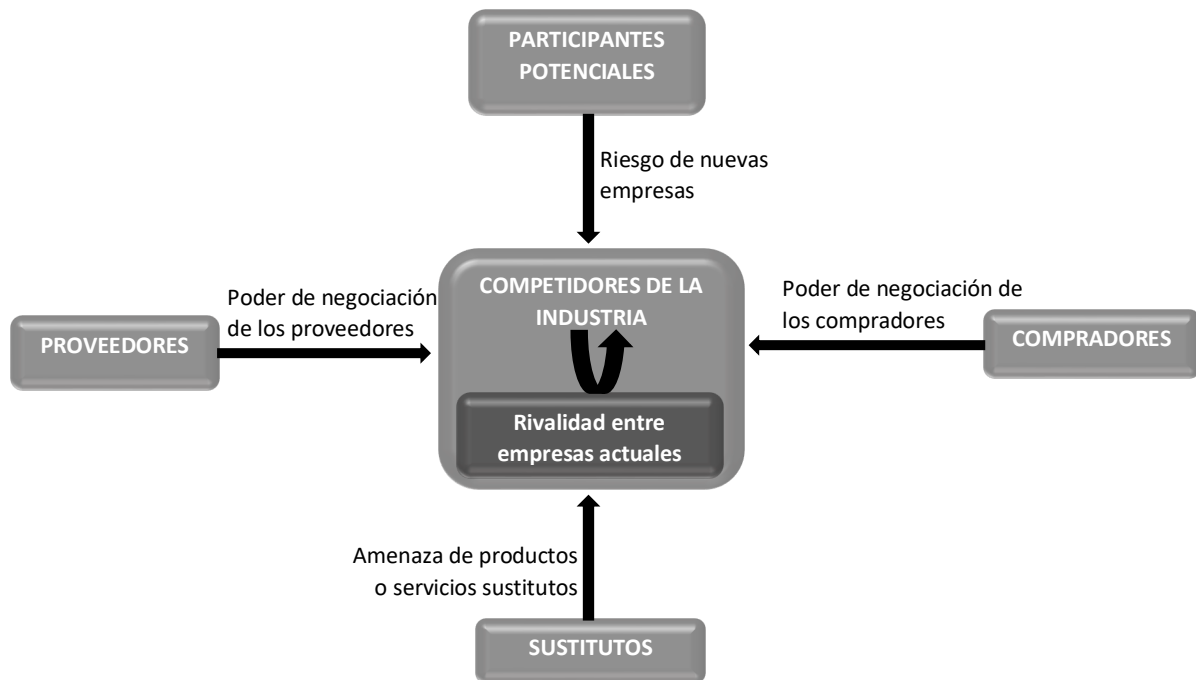 PARTICIPANTES
POTENCIALES
Riesgo de nuevas
empresas
COMPETIDORES DE LA
INDUSTRIA
Poder de negociación
de los proveedores
PROVEEDORES
Poder de negociación de
los compradores
COMPRADORES
Rivalidad entre
empresas actuales
Amenaza de productos
o servicios sustitutos
SUSTITUTOS